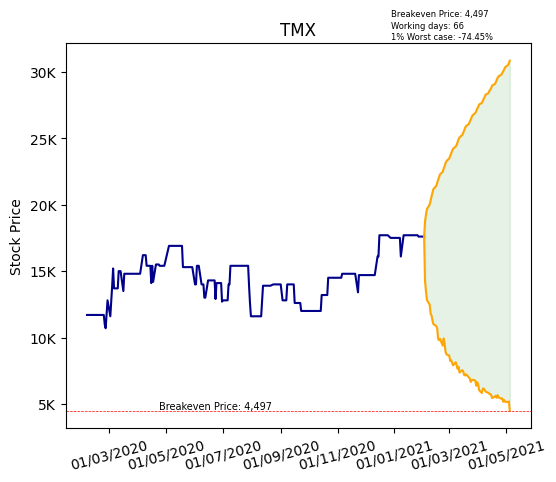 Breakeven Price: 4,497
Working days: 66
1% Worst case: -74.45%
TMX
Stock Price
30K
25K
20K
15K
10K
5K
Breakeven Price: 4,497
01/03/2020
01/05/2020
01/07/2020
01/09/2020
01/11/2020
01/01/2021
01/03/2021
01/05/2021